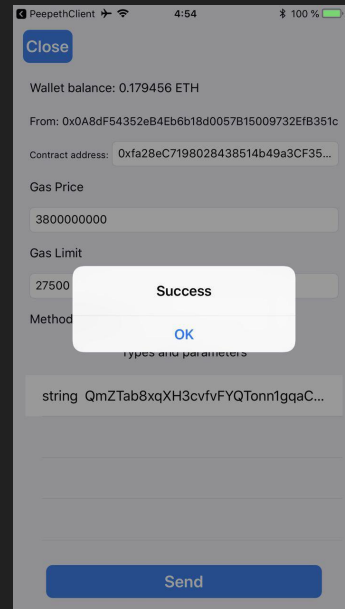 PeepethClient 4:54 100 %
Close
Wallet balance: 0.179456 ETH
From: 0x0A8dF54352eB4Eb6b18d0057B15009732EfB351c
Contract address: 0xfa28eC7198028438514b49a3CF35...
Gas Price
3800000000
Gas Limit
27500
Success
Method
OK
Types and parameters
string QmZTab8xqXH3cvfvFYQTonn1gqaC...
Send